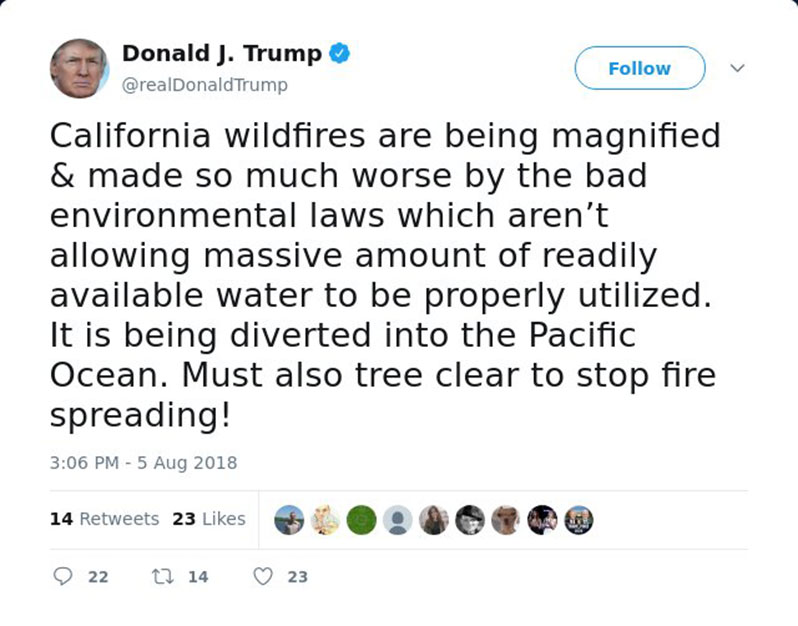 Donald J. Trump
@realDonaldTrump
Follow
California wildfires are being magnified
& made so much worse by the bad
environmental laws which aren’t
allowing massive amount of readily
available water to be properly utilized.
It is being diverted into the Pacific
Ocean. Must also tree clear to stop fire
spreading!
3:06 PM - 5 Aug 2018
14 Retweets 23 Likes
22 14 23